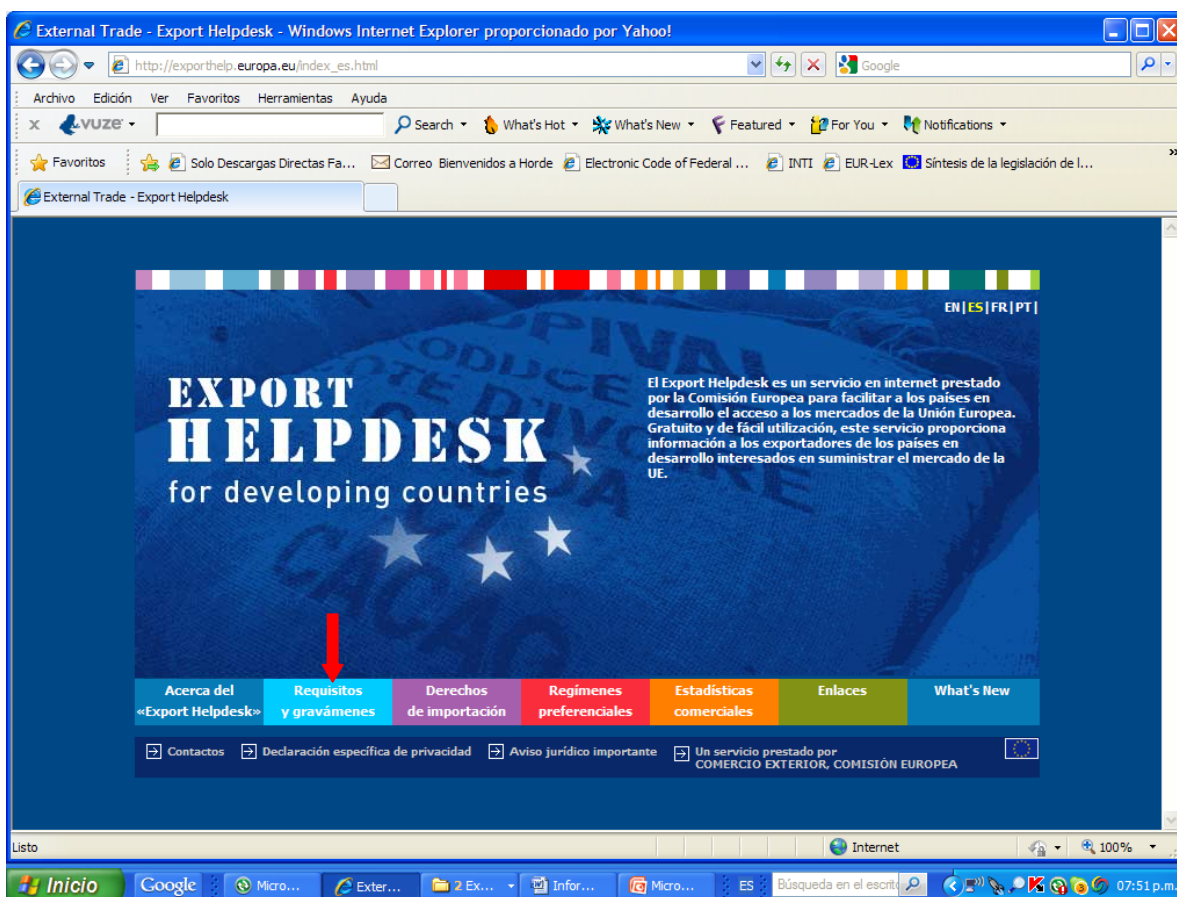 External Trade - Export Helpdesk - Windows Internet Explorer proporcionado por Yahoo!
http://exporthelp.europa.eu/index_es.html
Google
Archivo Edición Ver Favoritos Herramientas Ayuda
x vuze Search What's Hot What's New Featured For You Notifications
Favoritos Solo Descargas Directas Fa... Correo Bienvenidos a Horde Electronic Code of Federal ... INTI EUR-Lex Síntesis de la legislación de l... »
External Trade - Export Helpdesk
EN|ES|FR|PT|
EXPORT
HELPDESK
for developing countries
El Export Helpdesk es un servicio en internet prestado
por la Comisión Europea para facilitar a los países en
desarrollo el acceso a los mercados de la Unión Europea.
Gratuito y de fácil utilización, este servicio proporciona
información a los exportadores de los países en
desarrollo interesados en suministrar el mercado de la
UE.
PRODUCE
CACAO
Acerca del
«Export Helpdesk»
Requisitos
y gravámenes
Derechos
de importación
Regímenes
preferenciales
Estadísticas
comerciales
Enlaces
What's New
Contactos Declaración específica de privacidad Aviso jurídico importante Un servicio prestado por
COMERCIO EXTERIOR, COMISIÓN EUROPEA
Listo Internet 100%
Inicio Google Micro... Exter... 2 Ex... Infor... Micro... ES Búsqueda en el escrito 07:51 p.m.